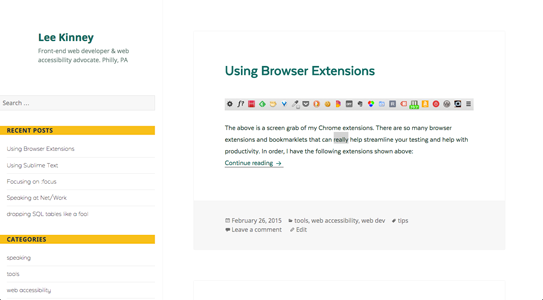 Lee Kinney
Front-end web developer & web
accessibility advocate. Philly, PA
Search …
RECENT POSTS
Using Browser Extensions
Using Sublime Text
Focusing on :focus
Speaking at Net/Work
dropping SQL tables like a fool
CATEGORIES
speaking
tools
web accessibility
Using Browser Extensions
The above is a screen grab of my Chrome extensions. There are so many browser
extensions and bookmarklets that can really help streamline your testing and help with
productivity. In order, I have the following extensions shown above:
Continue reading →
February 26, 2015 tools, web accessibility, web dev tips
Leave a comment Edit